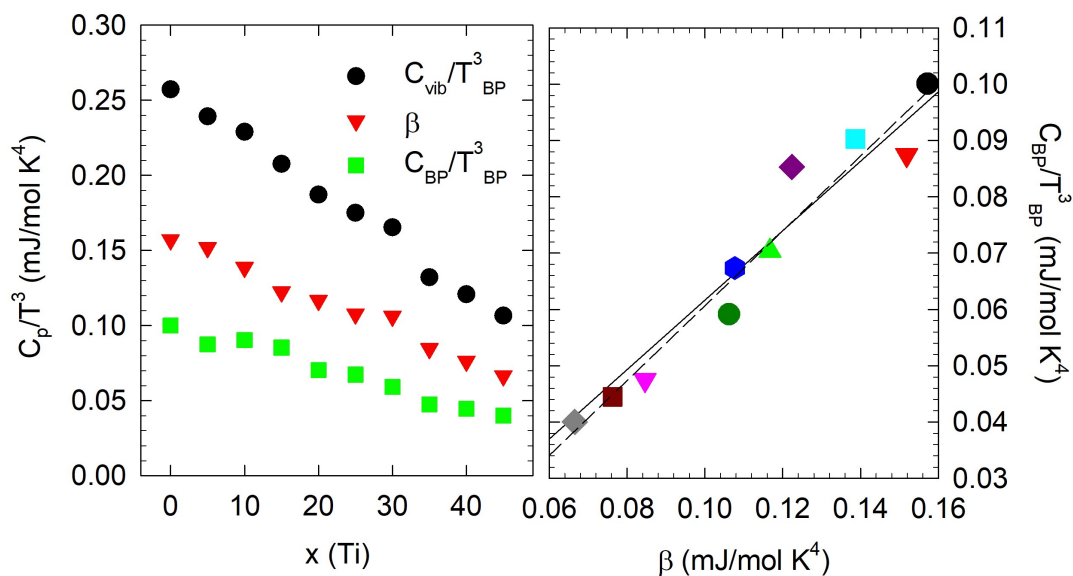 0.30
0.25
0.20
0.15
0.10
0.05
0.00
C_p/T^3 (mJ/mol K^4)
0 10 20 30 40
x (Ti)
C_vib/T^3_BP
β
C_BP/T^3_BP
0.06 0.08 0.10 0.12 0.14 0.16
β (mJ/mol K^4)
0.11
0.10
0.09
0.08
0.07
0.06
0.05
0.04
0.03
C_BP/T^3_BP (mJ/mol K^4)